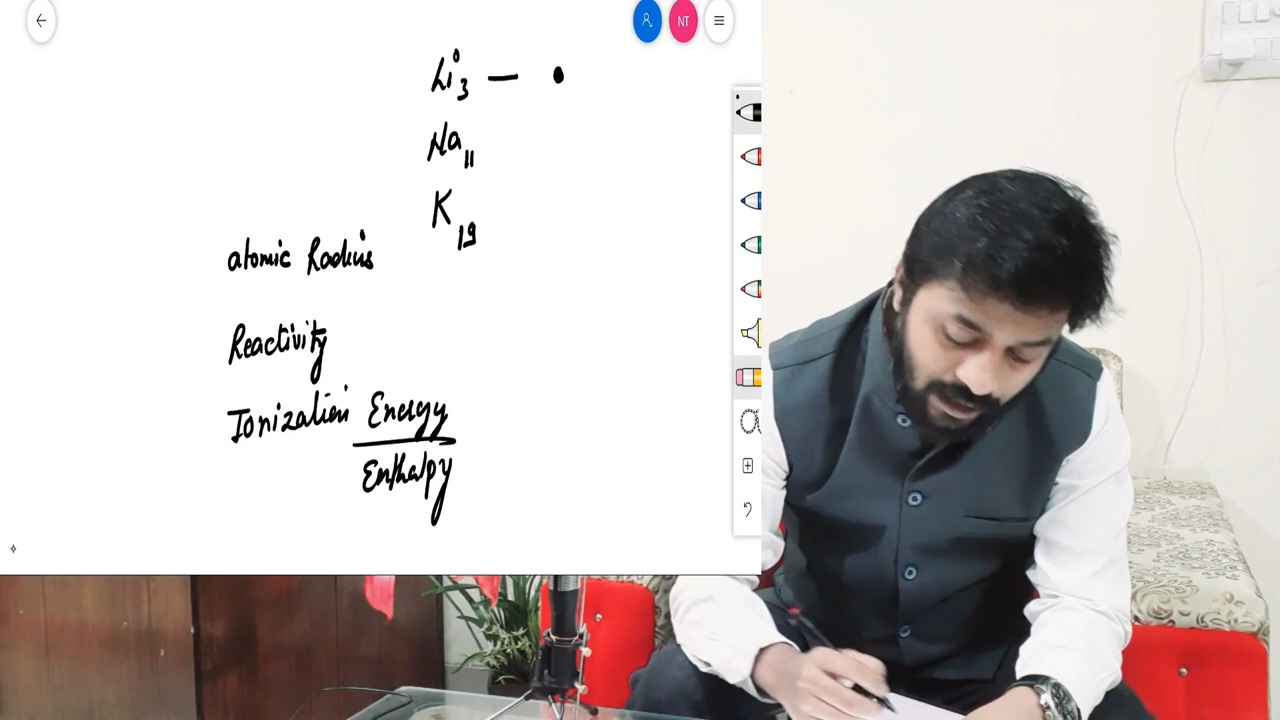 NT
Li3 — •
Na11
K19
atomic Radius
Reactivity
Ionization Energy
Enthalpy